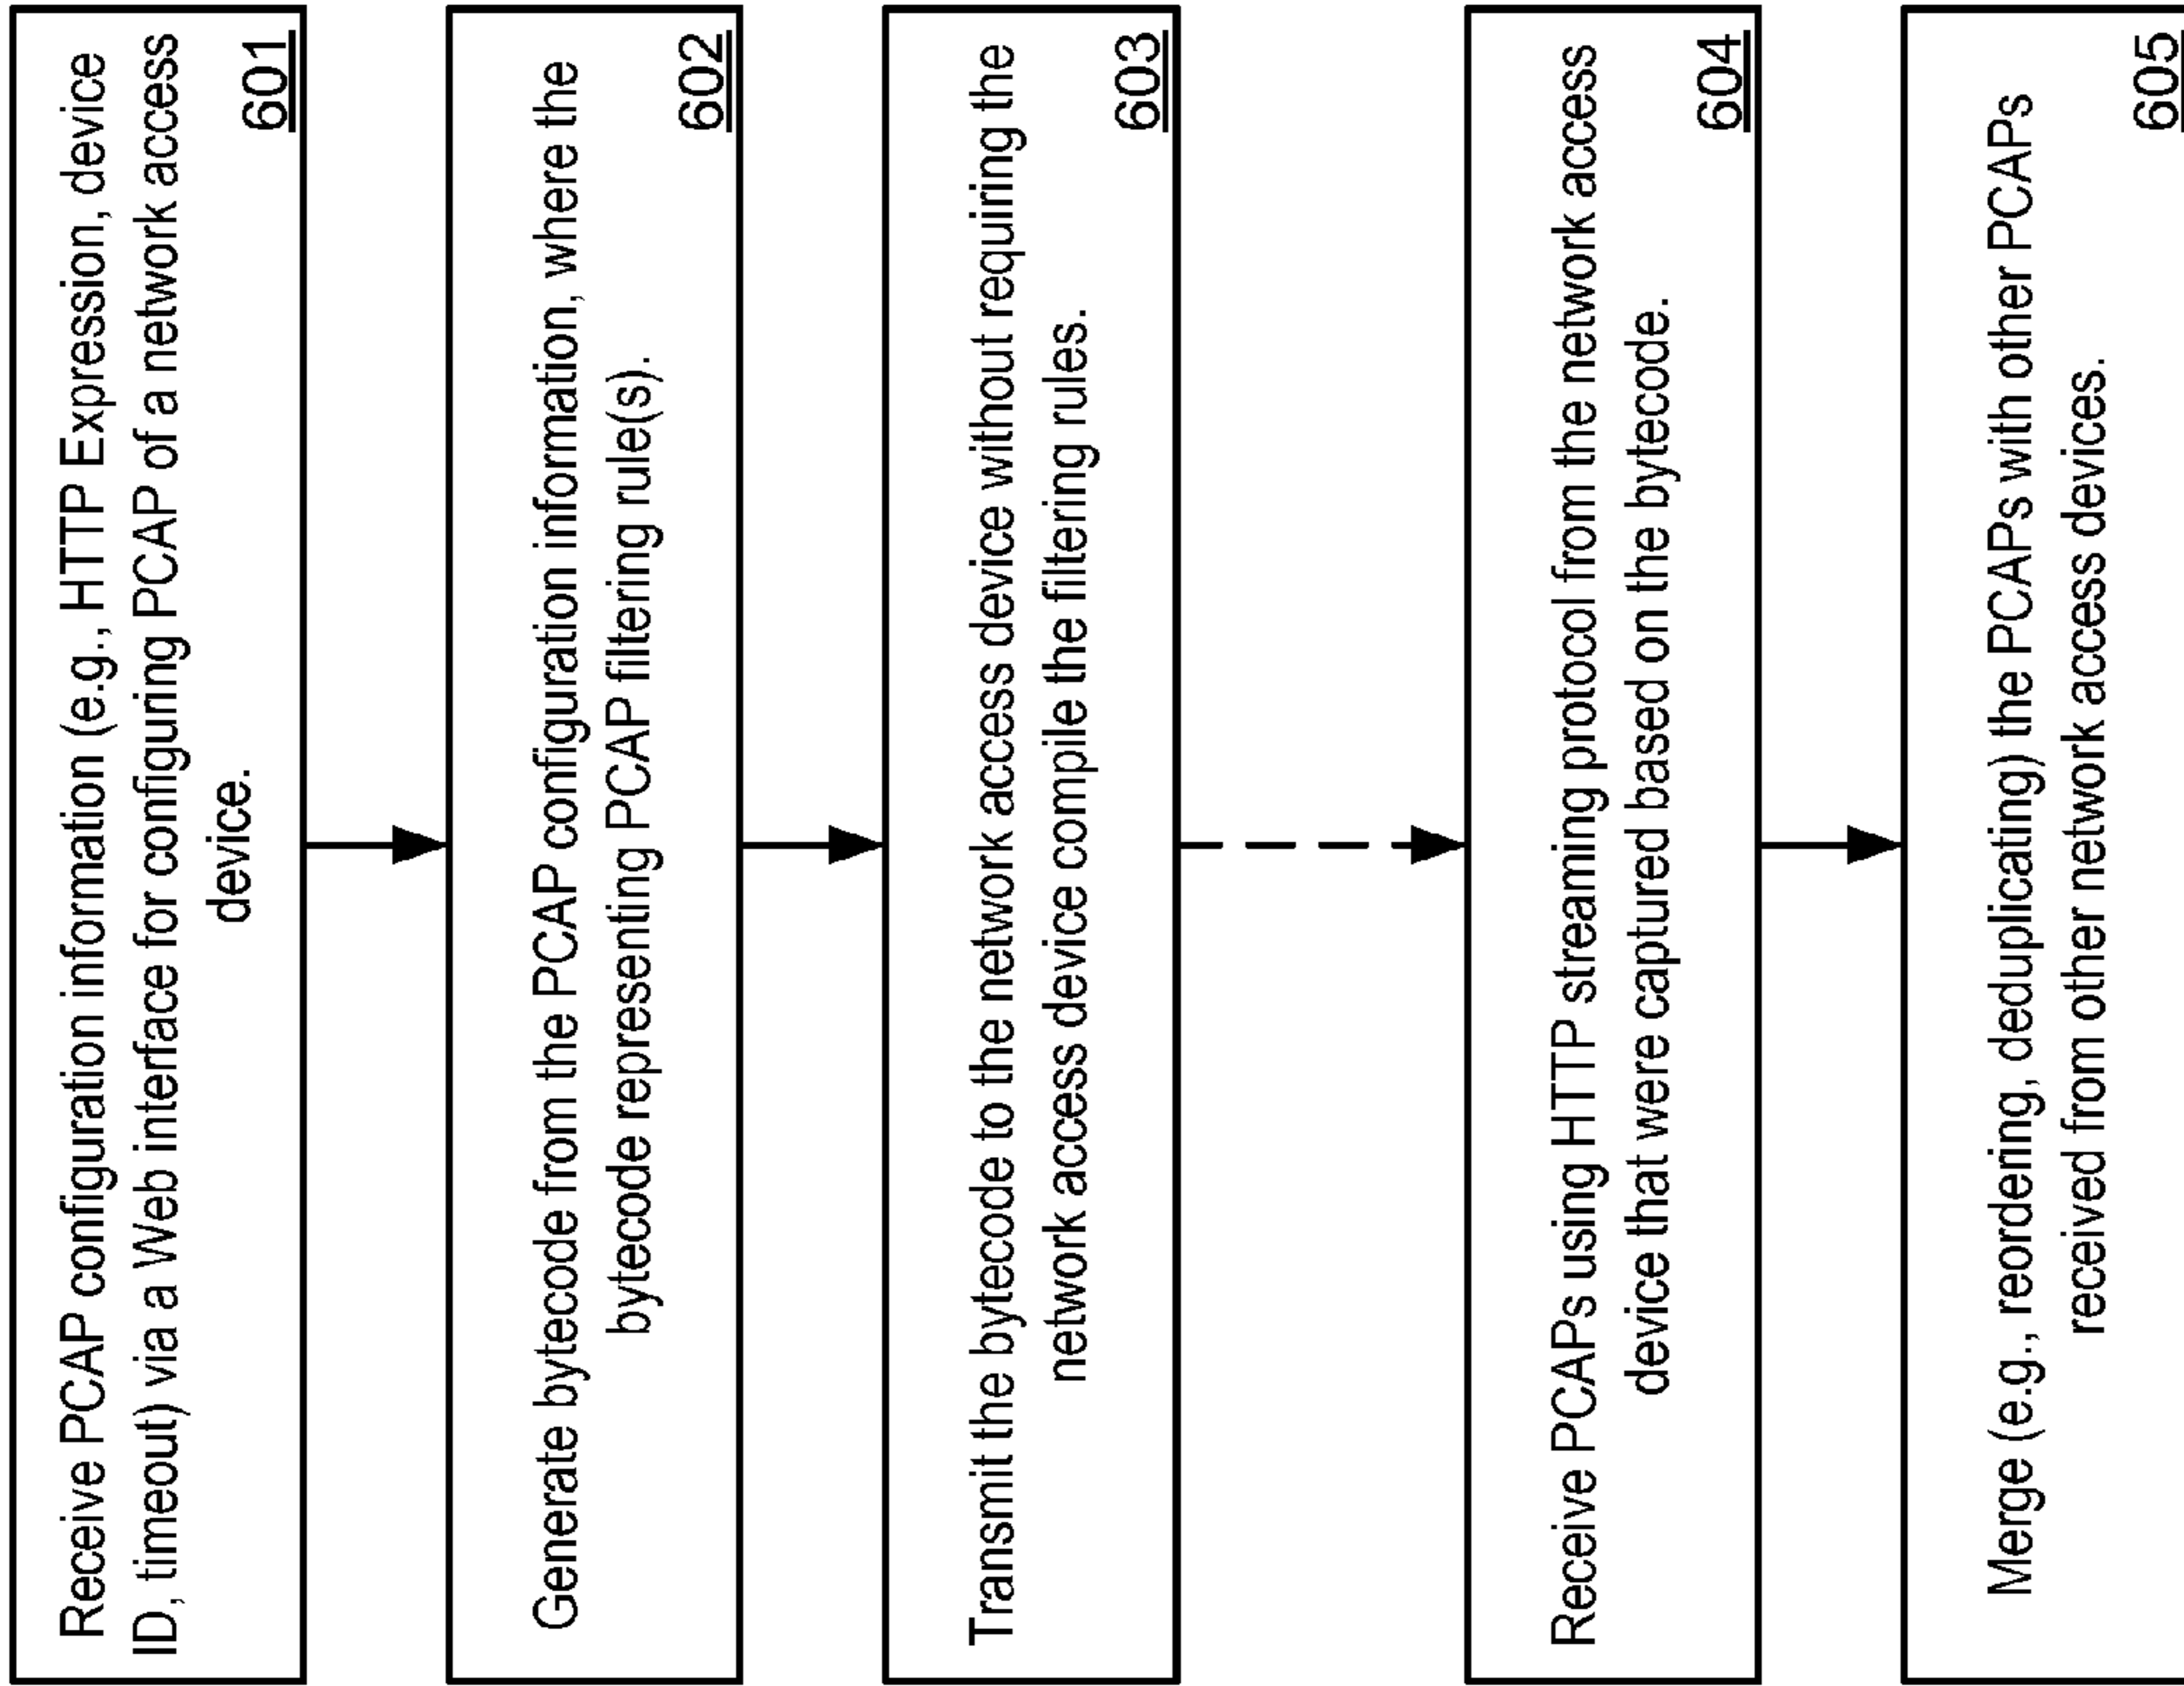 Receive PCAP configuration information (e.g., HTTP Expression, device
ID, timeout) via a Web interface for configuring PCAP of a network access
device.
601
Generate bytecode from the PCAP configuration information, where the
bytecode representing PCAP filtering rule(s).
602
Transmit the bytecode to the network access device without requiring the
network access device compile the filtering rules.
603
Receive PCAPs using HTTP streaming protocol from the network access
device that were captured based on the bytecode.
604
Merge (e.g., reordering, deduplicating) the PCAPs with other PCAPs
received from other network access devices.
605